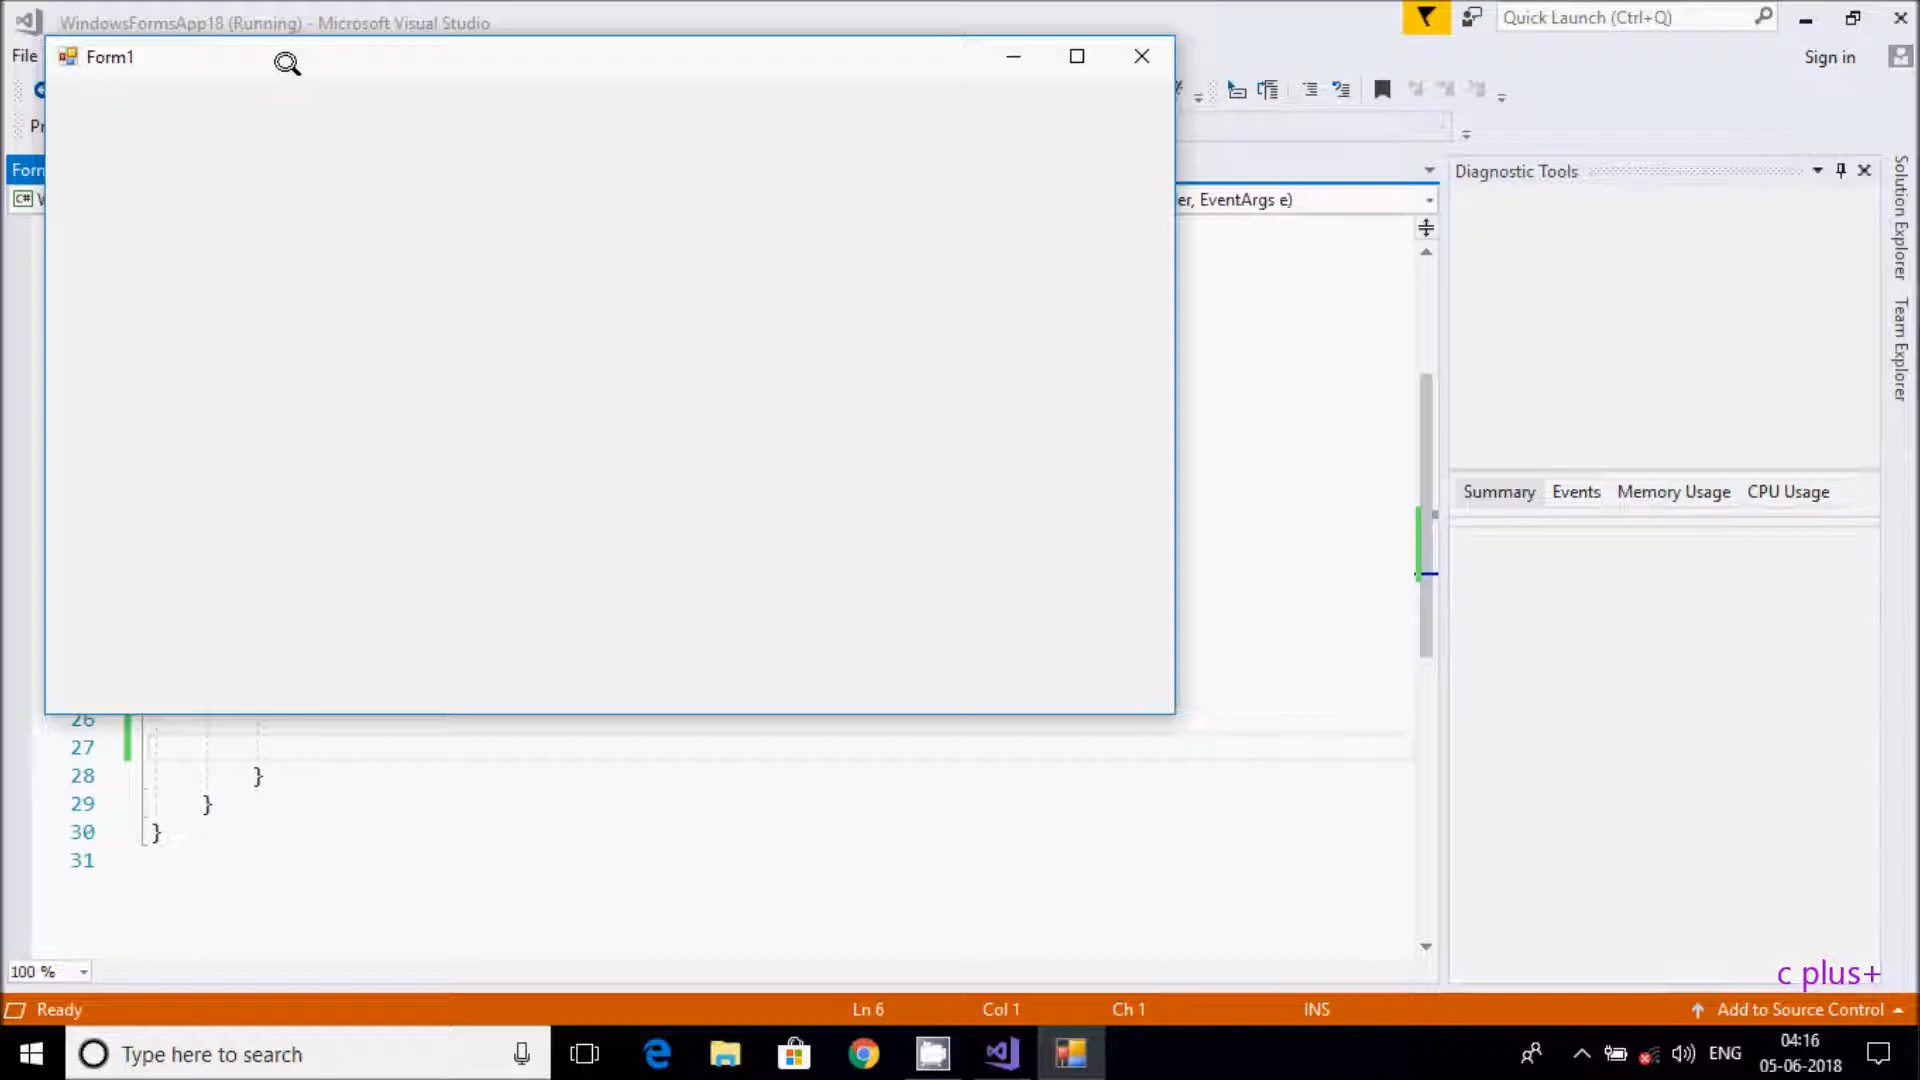 WindowsFormsApp18 (Running) - Microsoft Visual Studio
Quick Launch (Ctrl+Q)
File
Form1
Sign in
Pr
Form
Diagnostic Tools
er, EventArgs e)
Solution Explorer
Team Explorer
Summary Events Memory Usage CPU Usage
26
27
28 }
29 }
30 }
31
100 %
c plus+
Ready Ln 6 Col 1 Ch 1 INS Add to Source Control
Type here to search
ENG
04:16
05-06-2018